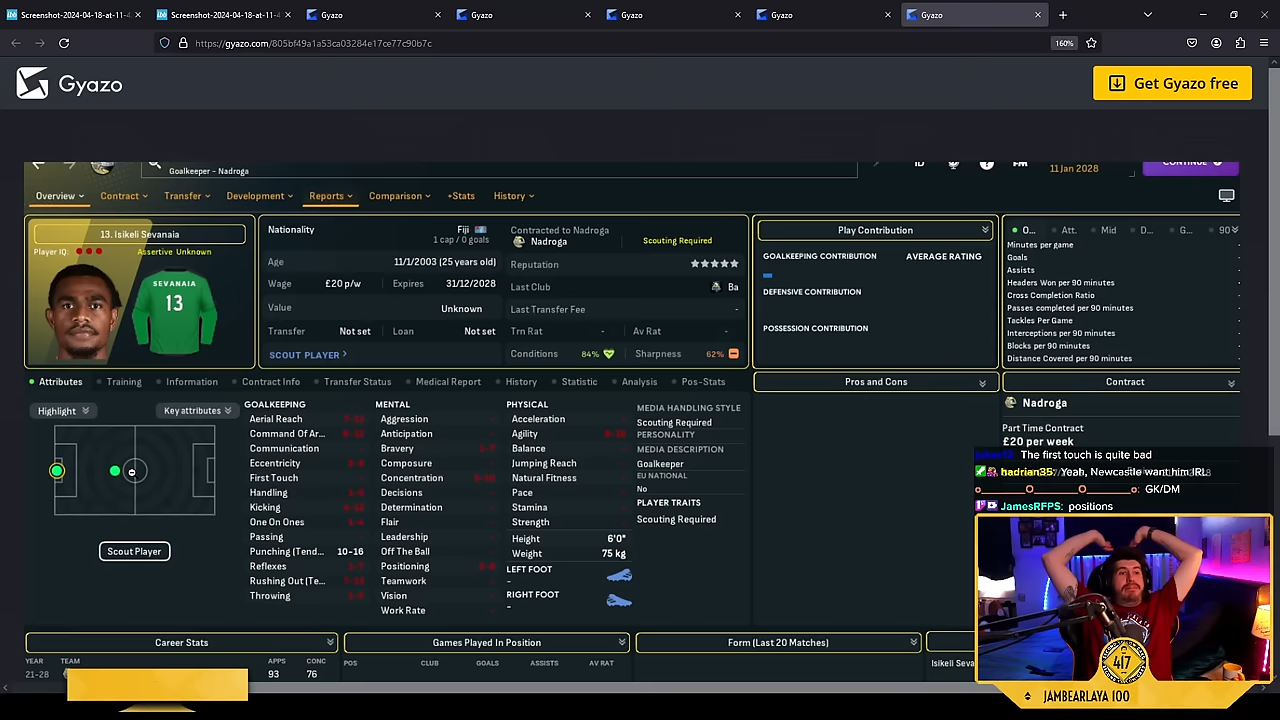 Screenshot-2024-04-18-at-11-4
Screenshot-2024-04-18-at-11-4
Gyazo
Gyazo
Gyazo
Gyazo
Gyazo
https://gyazo.com/805bf49a1a53ca03284e17ce77c90b7c
160%
Gyazo
Get Gyazo free
Goalkeeper - Nadroga
11 Jan 2028
CONTINUE
Overview
Contract
Transfer
Development
Reports
Comparison
+Stats
History
13. Isikeli Sevanaia
Player IQ:
Assertive Unknown
SEVANAIA
13
Nationality
Fiji
1 cap / 0 goals
Age
11/1/2003 (25 years old)
Wage
£20 p/w
Expires
31/12/2028
Value
Unknown
Transfer
Not set
Loan
Not set
SCOUT PLAYER >
Contracted to Nadroga
Nadroga
Scouting Required
Reputation
Last Club
Ba
Last Transfer Fee
-
Trn Rat
-
Av Rat
-
Conditions
84%
Sharpness
62%
Play Contribution
GOALKEEPING CONTRIBUTION
AVERAGE RATING
DEFENSIVE CONTRIBUTION
POSSESSION CONTRIBUTION
O...
Att.
Mid
D...
G...
90
Minutes per game
Goals
Assists
Headers Won per 90 minutes
Cross Completion Ratio
Passes completed per 90 minutes
Tackles Per Game
Interceptions per 90 minutes
Blocks per 90 minutes
Distance Covered per 90 minutes
Attributes
Training
Information
Contract Info
Transfer Status
Medical Report
History
Statistic
Analysis
Pos-Stats
Pros and Cons
Contract
Highlight
Key attributes
Scout Player
GOALKEEPING
Aerial Reach
Command Of Ar...
Communication
Eccentricity
First Touch
Handling
Kicking
One On Ones
Passing
Punching (Tend...
10-16
Reflexes
Rushing Out (Te...
Throwing
MENTAL
Aggression
Anticipation
Bravery
Composure
Concentration
Decisions
Determination
Flair
Leadership
Off The Ball
Positioning
Teamwork
Vision
Work Rate
PHYSICAL
Acceleration
Agility
Balance
Jumping Reach
Natural Fitness
Pace
Stamina
Strength
Height
6'0"
Weight
75 kg
LEFT FOOT
-
RIGHT FOOT
-
MEDIA HANDLING STYLE
Scouting Required
PERSONALITY
MEDIA DESCRIPTION
Goalkeeper
EU NATIONAL
No
PLAYER TRAITS
Scouting Required
Nadroga
Part Time Contract
£20 per week
The first touch is quite bad
hadrian35: Yeah, Newcastle want him IRL
GK/DM
JamesRFPS: positions
Career Stats
Games Played In Position
Form (Last 20 Matches)
YEAR
TEAM
APPS
CONC
21-28
93
76
POS
CLUB
GOALS
ASSISTS
AV RAT
Isikeli Seva
417
JAMBEARLAYA 100